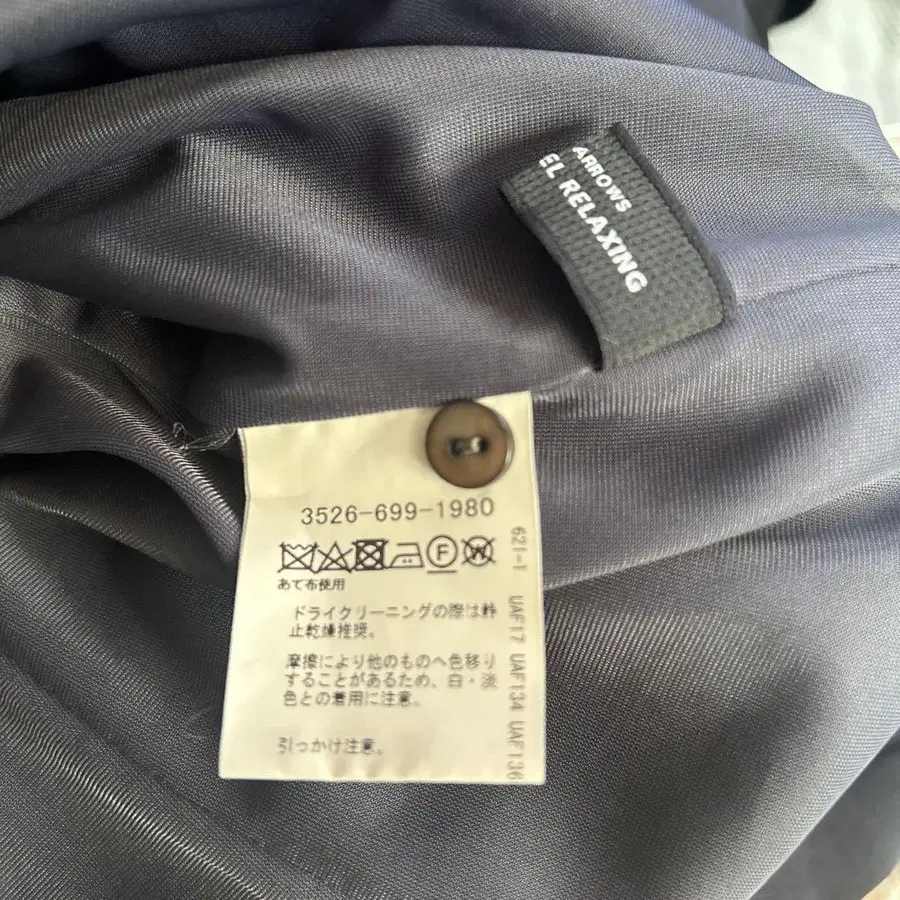 ARROWS
EL RELAXING
3526-699-1980
F
W
あて布使用
ドライクリーニングの際は静
止乾燥推奨。
摩擦により他のものへ色移り
することがあるため、白・淡
色との着用に注意。
引っかけ注意。
621-1 UAF17 UAF134 UAF136